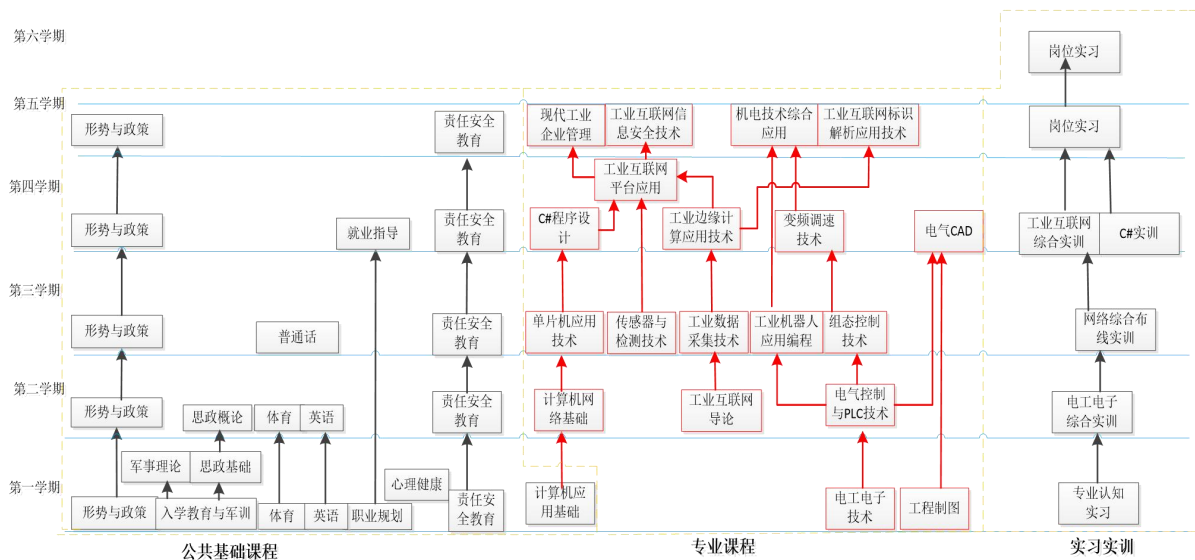 第六学期
岗位实习
第五学期
形势与政策
责任安全
教育
现代工业
企业管理
工业互联网信
息安全技术
机电技术综合
应用
工业互联网标识
解析应用技术
岗位实习
第四学期
工业互联网
平台应用
形势与政策
就业指导
责任安全
教育
C#程序设
计
工业边缘计
算应用技术
变频调速
技术
电气CAD
工业互联网
综合实训
C#实训
第三学期
形势与政策
普通话
责任安全
教育
单片机应用
技术
传感器与
检测技术
工业数据
采集技术
工业机器人
应用编程
组态控制
技术
网络综合布
线实训
第二学期
形势与政策
思政概论
体育
英语
责任安全
教育
计算机网
络基础
工业互联网
导论
电气控制
与PLC技术
电工电子
综合实训
军事理论
思政基础
第一学期
心理健康
形势与政策
入学教育与军训
体育
英语
职业规划
责任安
全教育
计算机应
用基础
电工电子
技术
工程制图
专业认知
实习
公共基础课程
专业课程
实习实训